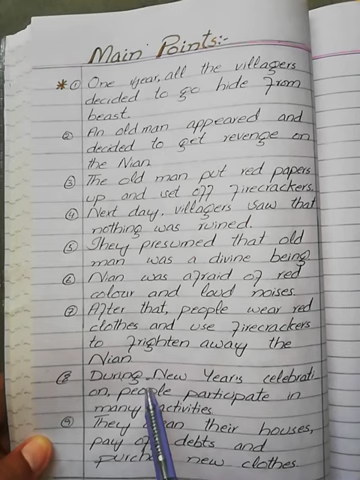 Main Points:-
* ① One year, all the villagers
decided to go hide from
beast.
② An old man appeared and
decided to get revenge on
the Nian
③ The old man put red papers
up and set off firecrackers.
④ Next day, villagers saw that
nothing was ruined.
⑤ They presumed that old
man was a divine being
⑥ Nian was afraid of red
colour and loud noises.
⑦ After that, people wear red
clothes and use firecrackers
to frighten away the
Nian
⑧ During New Years celebrati-
on, people participate in
many activities
⑨ They clean their houses,
pay off debts and
purchase new clothes.